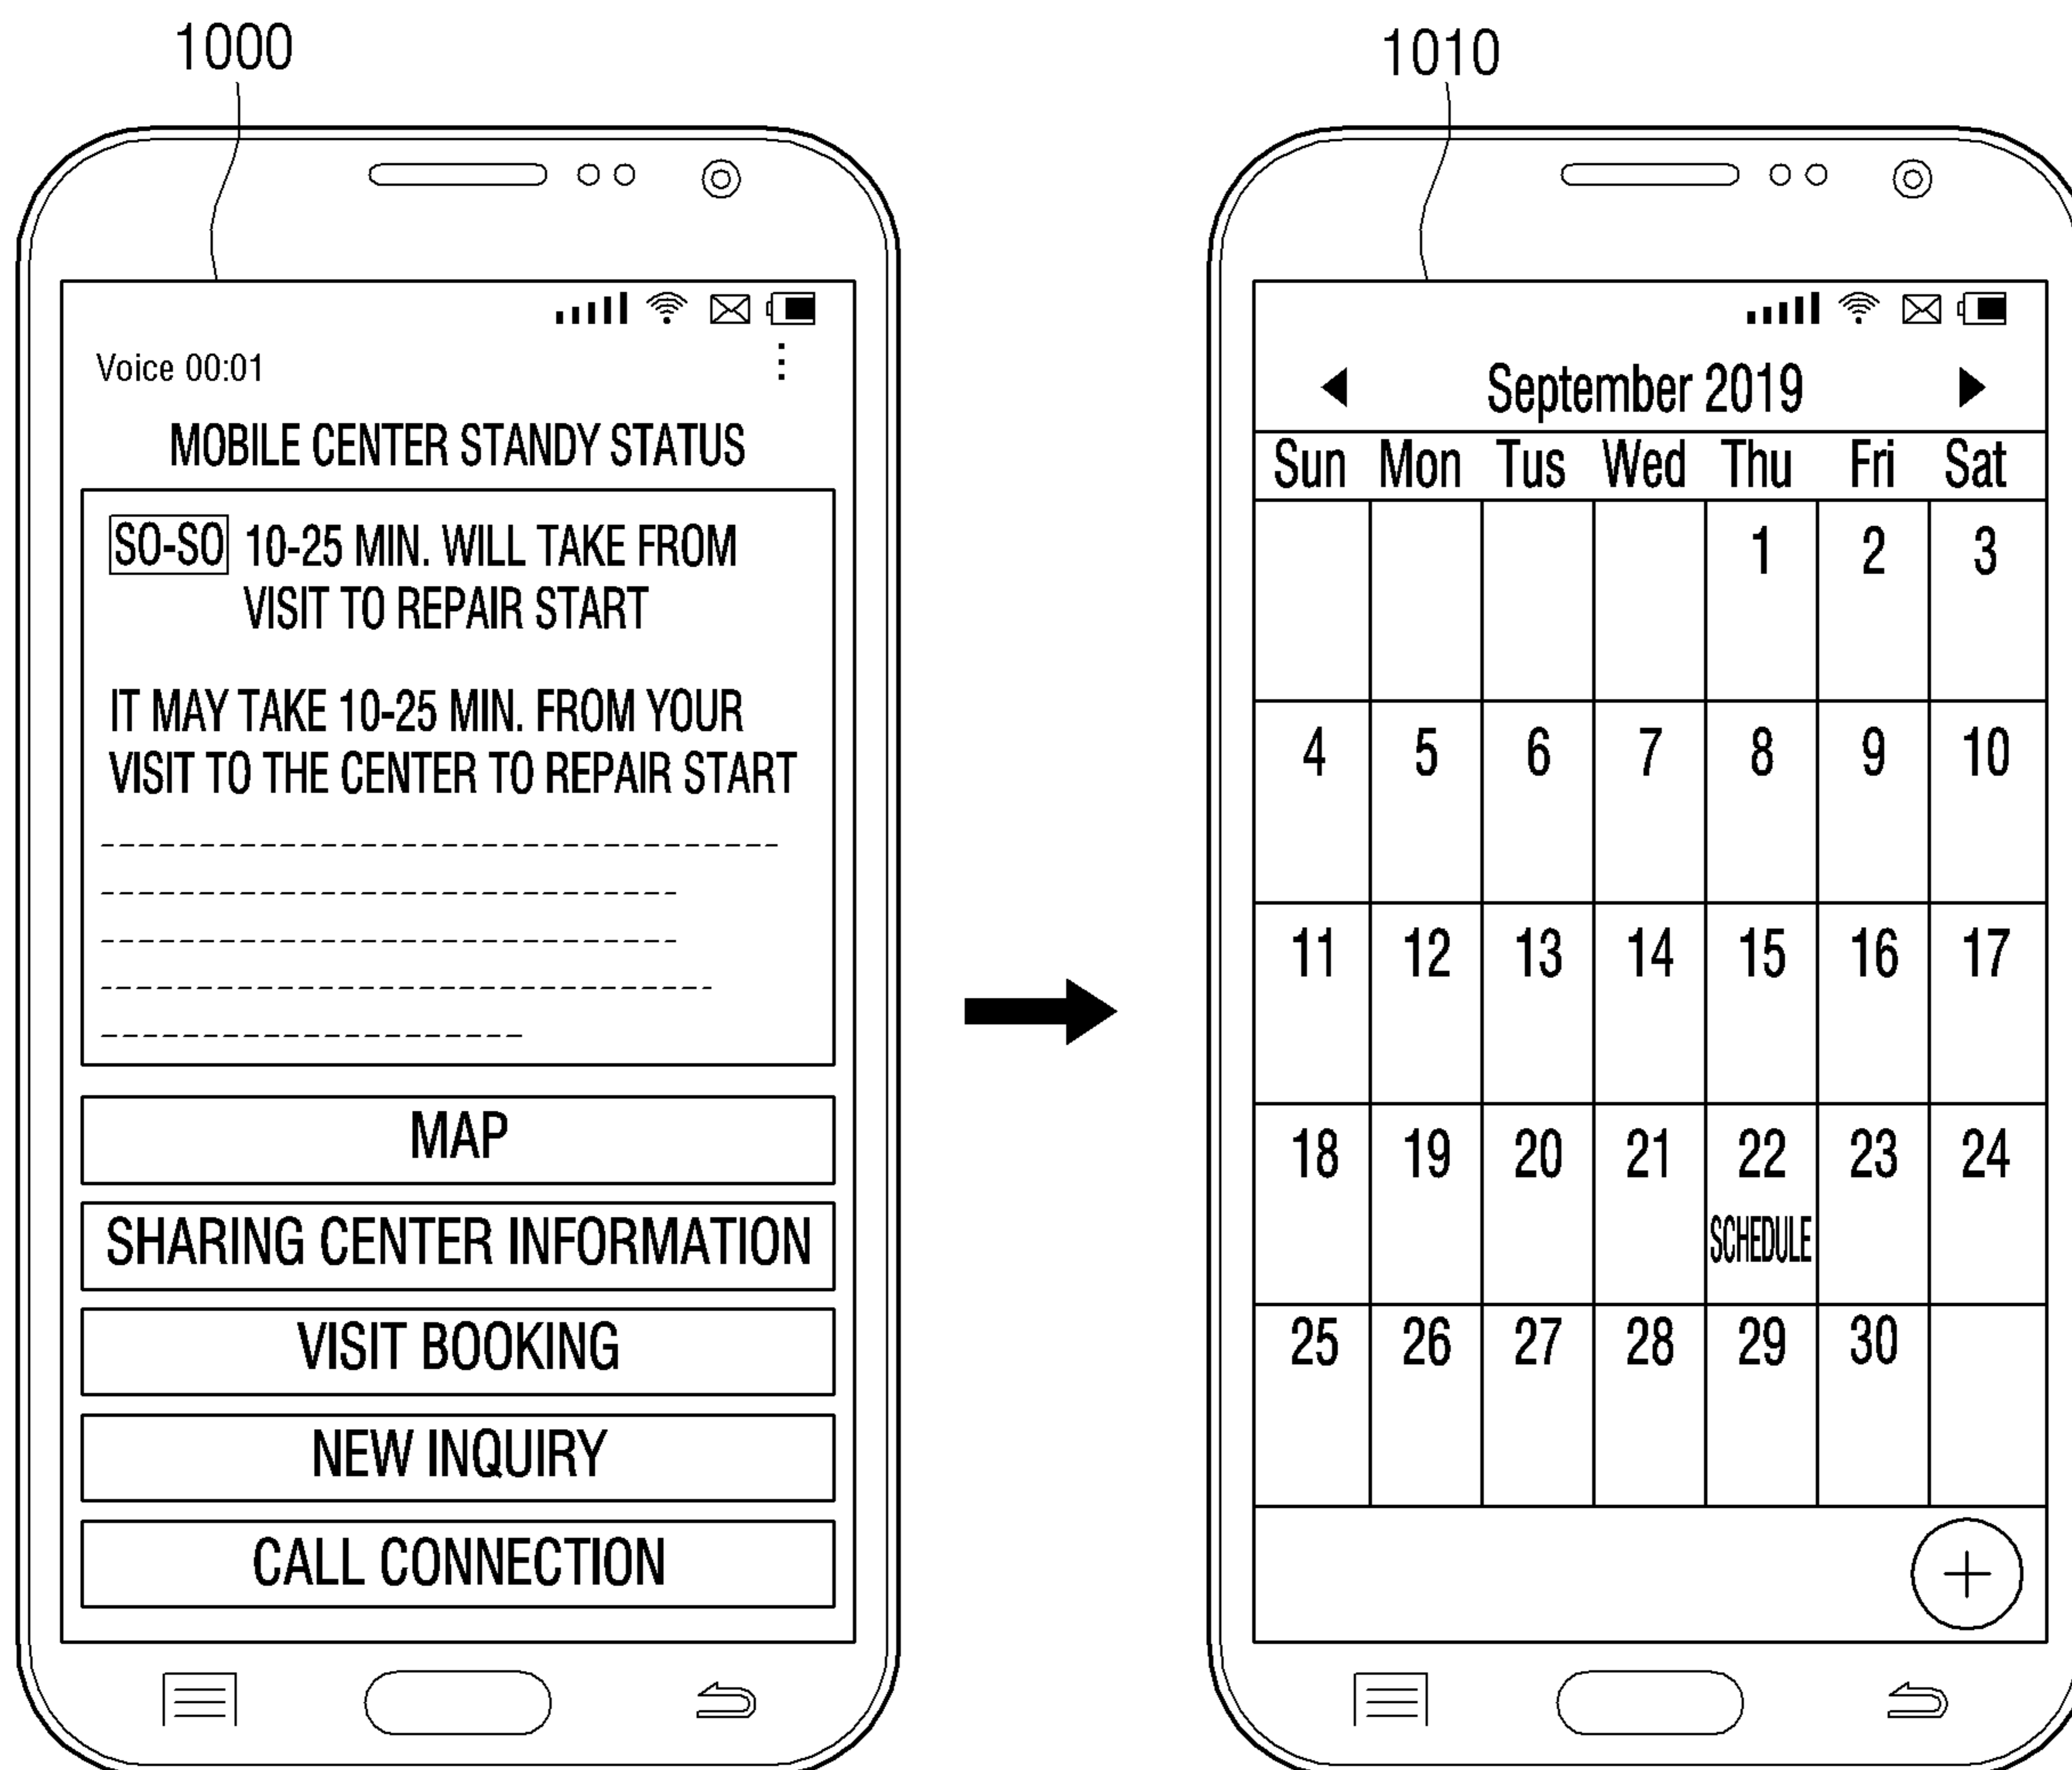 1000
Voice 00:01
MOBILE CENTER STANDY STATUS
SO-SO 10-25 MIN. WILL TAKE FROM
VISIT TO REPAIR START
IT MAY TAKE 10-25 MIN. FROM YOUR
VISIT TO THE CENTER TO REPAIR START
MAP
SHARING CENTER INFORMATION
VISIT BOOKING
NEW INQUIRY
CALL CONNECTION
1010
September 2019
Sun Mon Tus Wed Thu Fri Sat
1 2 3
4 5 6 7 8 9 10
11 12 13 14 15 16 17
18 19 20 21 22 23 24
SCHEDULE
25 26 27 28 29 30